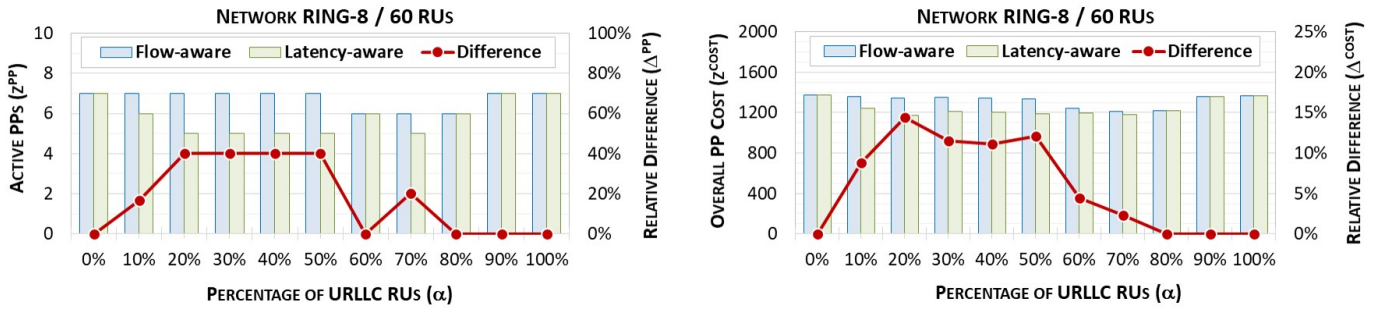 NETWORK RING-8 / 60 RUS
Flow-aware Latency-aware Difference
ACTIVE PPS (Z^PP)
10
8
6
4
2
0
100%
80%
60%
40%
20%
0%
RELATIVE DIFFERENCE (Δ^PP)
0% 10% 20% 30% 40% 50% 60% 70% 80% 90% 100%
PERCENTAGE OF URLLC RUS (α)
NETWORK RING-8 / 60 RUS
Flow-aware Latency-aware Difference
OVERALL PP COST (Z^COST)
2000
1600
1200
800
400
0
25%
20%
15%
10%
5%
0%
RELATIVE DIFFERENCE (Δ^COST)
0% 10% 20% 30% 40% 50% 60% 70% 80% 90% 100%
PERCENTAGE OF URLLC RUS (α)